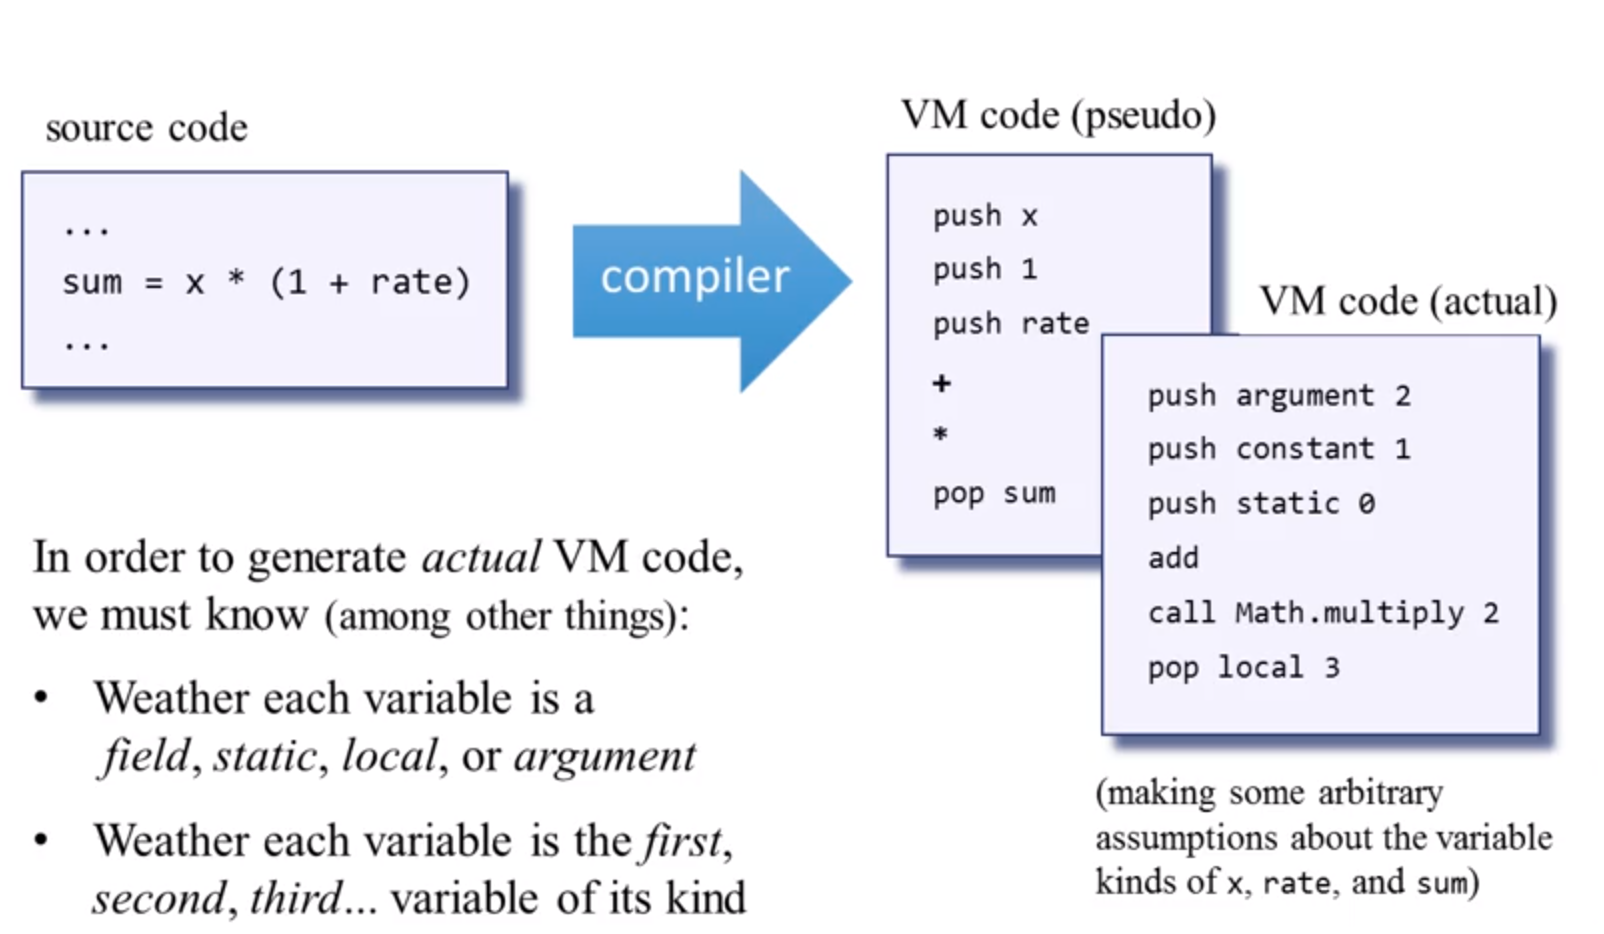 source code
...
sum = x * (1 + rate)
...
compiler
VM code (pseudo)
push x
push 1
push rate
+
*
pop sum
VM code (actual)
push argument 2
push constant 1
push static 0
add
call Math.multiply 2
pop local 3
(making some arbitrary
assumptions about the variable
kinds of x, rate, and sum)
In order to generate actual VM code,
we must know (among other things):
• Weather each variable is a
field, static, local, or argument
• Weather each variable is the first,
second, third... variable of its kind